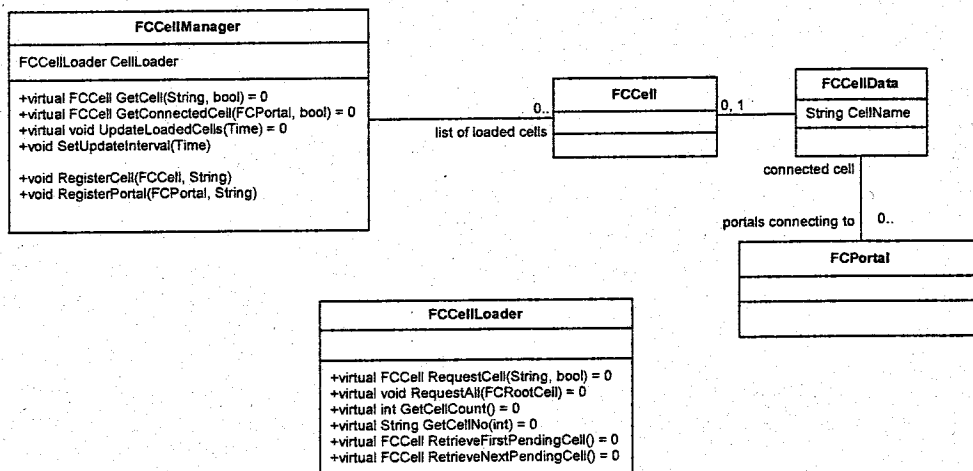 FCCellManager
FCCellLoader CellLoader
+virtual FCCell GetCell(String, bool) = 0
+virtual FCCell GetConnectedCell(FCPortal, bool) = 0
+virtual void UpdateLoadedCells(Time) = 0
+void SetUpdateInterval(Time)
+void RegisterCell(FCCell, String)
+void RegisterPortal(FCPortal, String)
0..
list of loaded cells
FCCell
0, 1
FCCellData
String CellName
connected cell
portals connecting to
0..
FCPortal
FCCellLoader
+virtual FCCell RequestCell(String, bool) = 0
+virtual void RequestAll(FCRootCell) = 0
+virtual int GetCellCount() = 0
+virtual String GetCellNo(int) = 0
+virtual FCCell RetrieveFirstPendingCell() = 0
+virtual FCCell RetrieveNextPendingCell() = 0